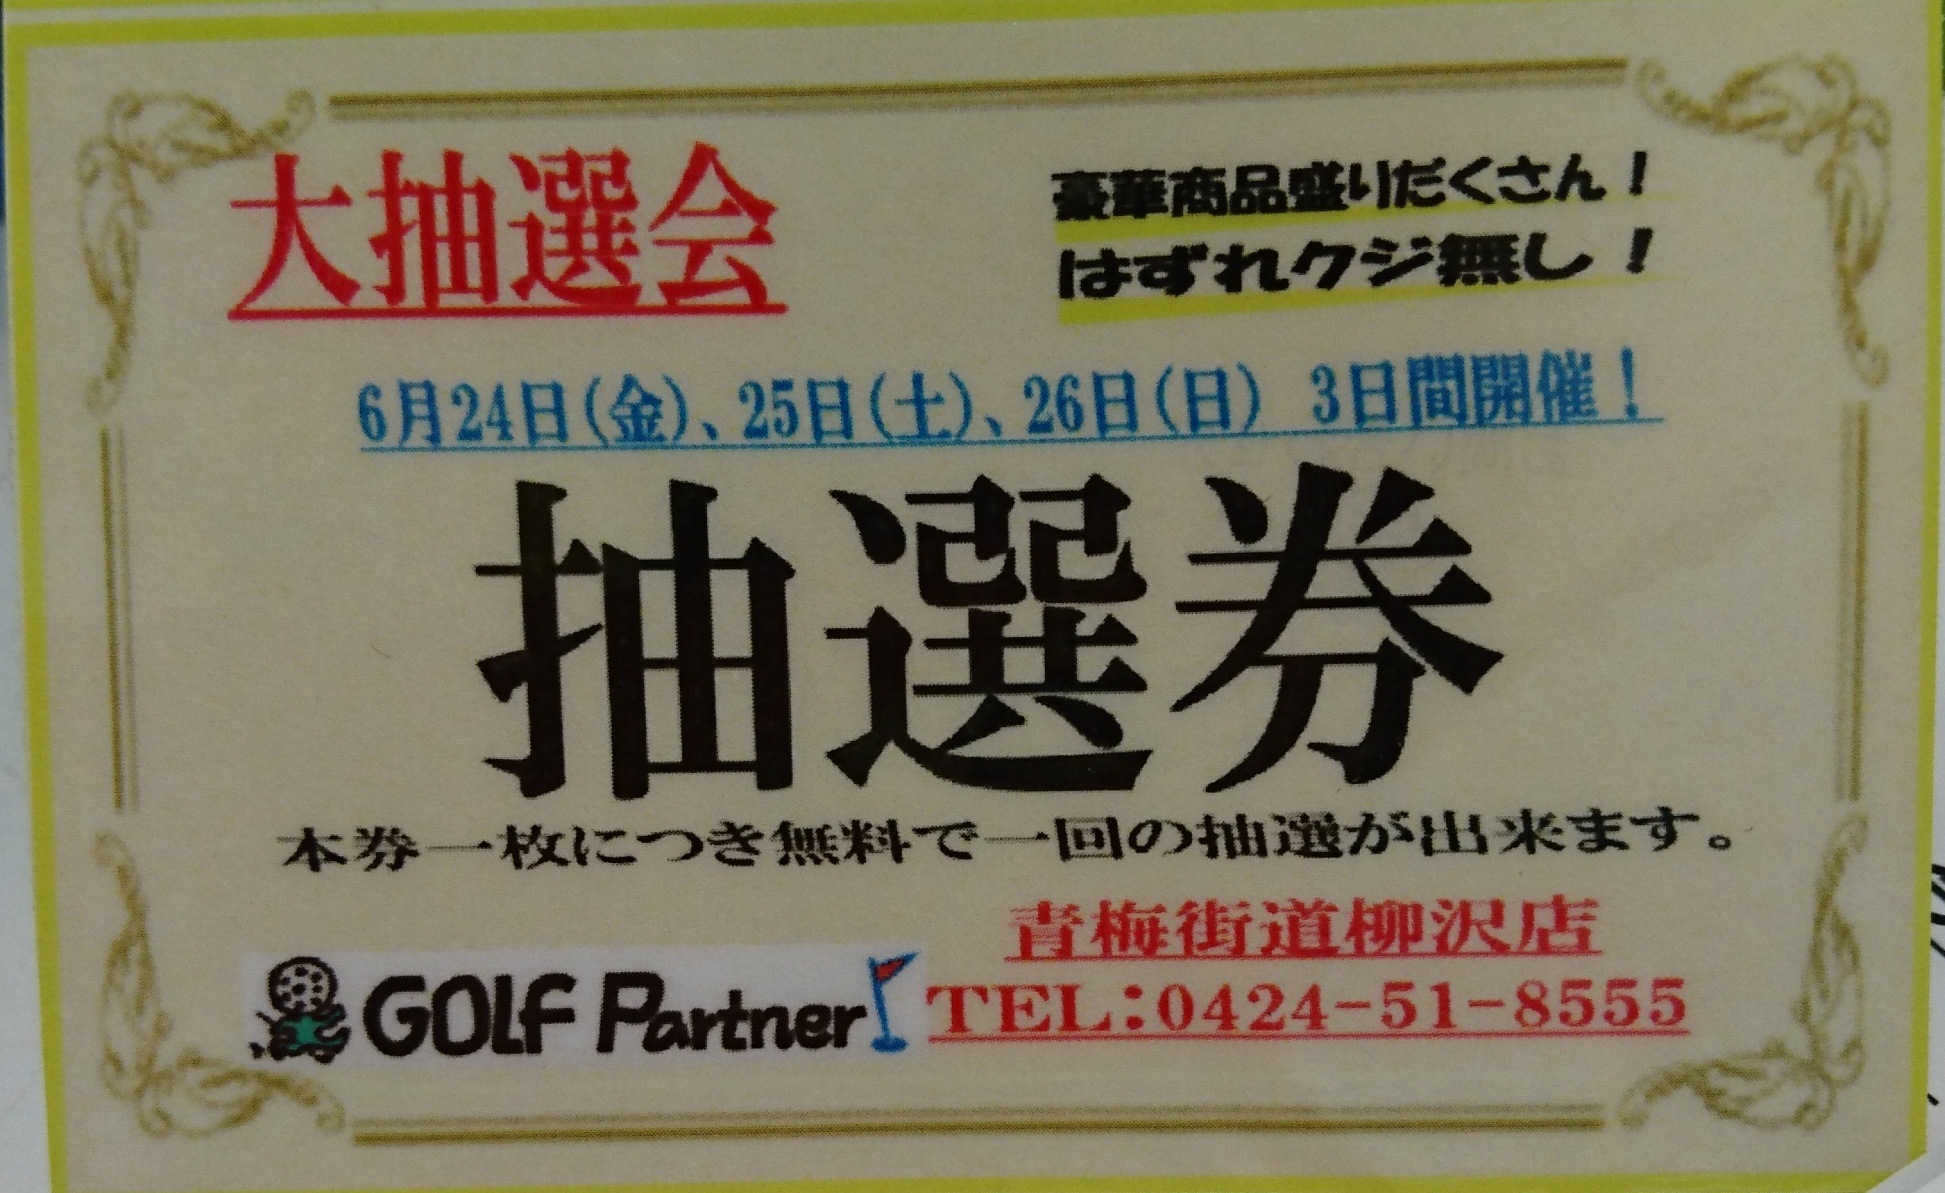 大抽選会
豪華商品盛りだくさん！
はずれクジ無し！
6月24日(金)、25日(土)、26日(日) 3日間開催！
抽選券
本券一枚につき無料で一回の抽選が出来ます。
青梅街道柳沢店
GOLF Partner
TEL：0424-51-8555